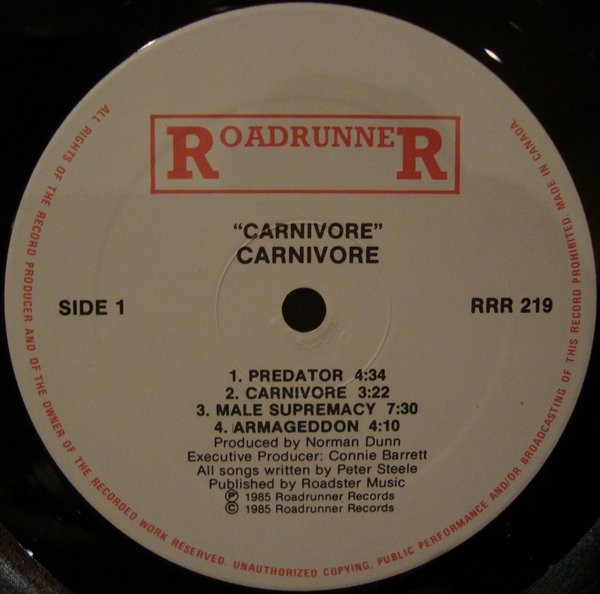 ROADRUNNER
"CARNIVORE"
CARNIVORE
SIDE 1
RRR 219
1. PREDATOR 4:34
2. CARNIVORE 3:22
3. MALE SUPREMACY 7:30
4. ARMAGEDDON 4:10
Produced by Norman Dunn
Executive Producer: Connie Barrett
All songs written by Peter Steele
Published by Roadster Music
Ⓟ 1985 Roadrunner Records
© 1985 Roadrunner Records
ALL RIGHTS OF THE RECORD PRODUCER AND OF THE OWNER OF THE RECORDED WORK RESERVED. UNAUTHORIZED COPYING, PUBLIC PERFORMANCE AND/OR BROADCASTING OF THIS RECORD PROHIBITED. MADE IN CANADA.